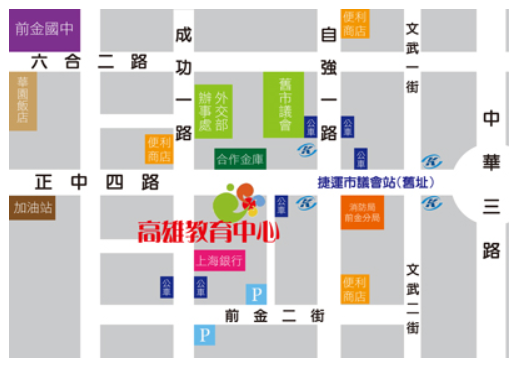 前金國中
便利
商店
成功一路
自強一路
文武一街
六合二路
華園飯店
外交部
辦事處
舊市議會
公車
公車
中華三路
便利
商店
合作金庫
公車
正中四路
捷運市議會站(舊址)
加油站
公車
消防局
前金分局
高雄教育中心
上海銀行
公車
公車
P
便利
商店
文武二街
前金二街
P